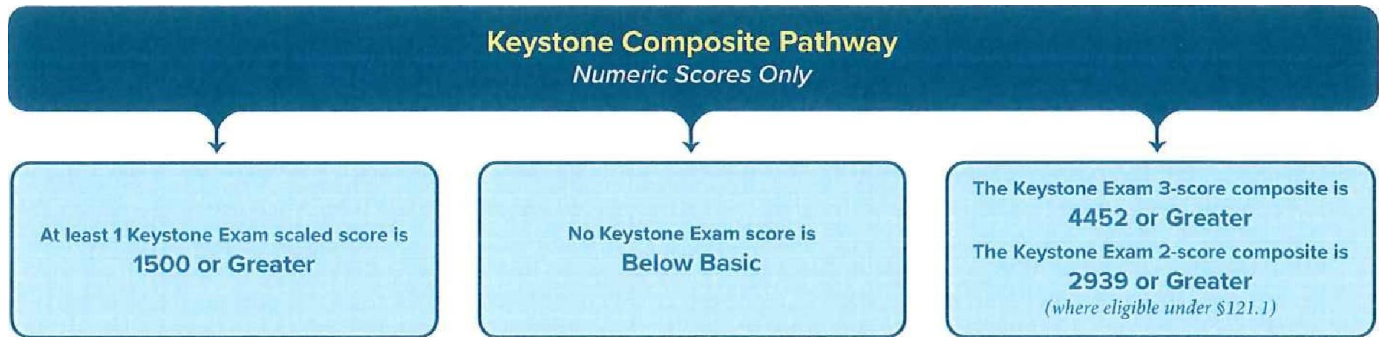 Keystone Composite Pathway
Numeric Scores Only
At least 1 Keystone Exam scaled score is
1500 or Greater
No Keystone Exam score is
Below Basic
The Keystone Exam 3-score composite is
4452 or Greater
The Keystone Exam 2-score composite is
2939 or Greater
(where eligible under §121.1)